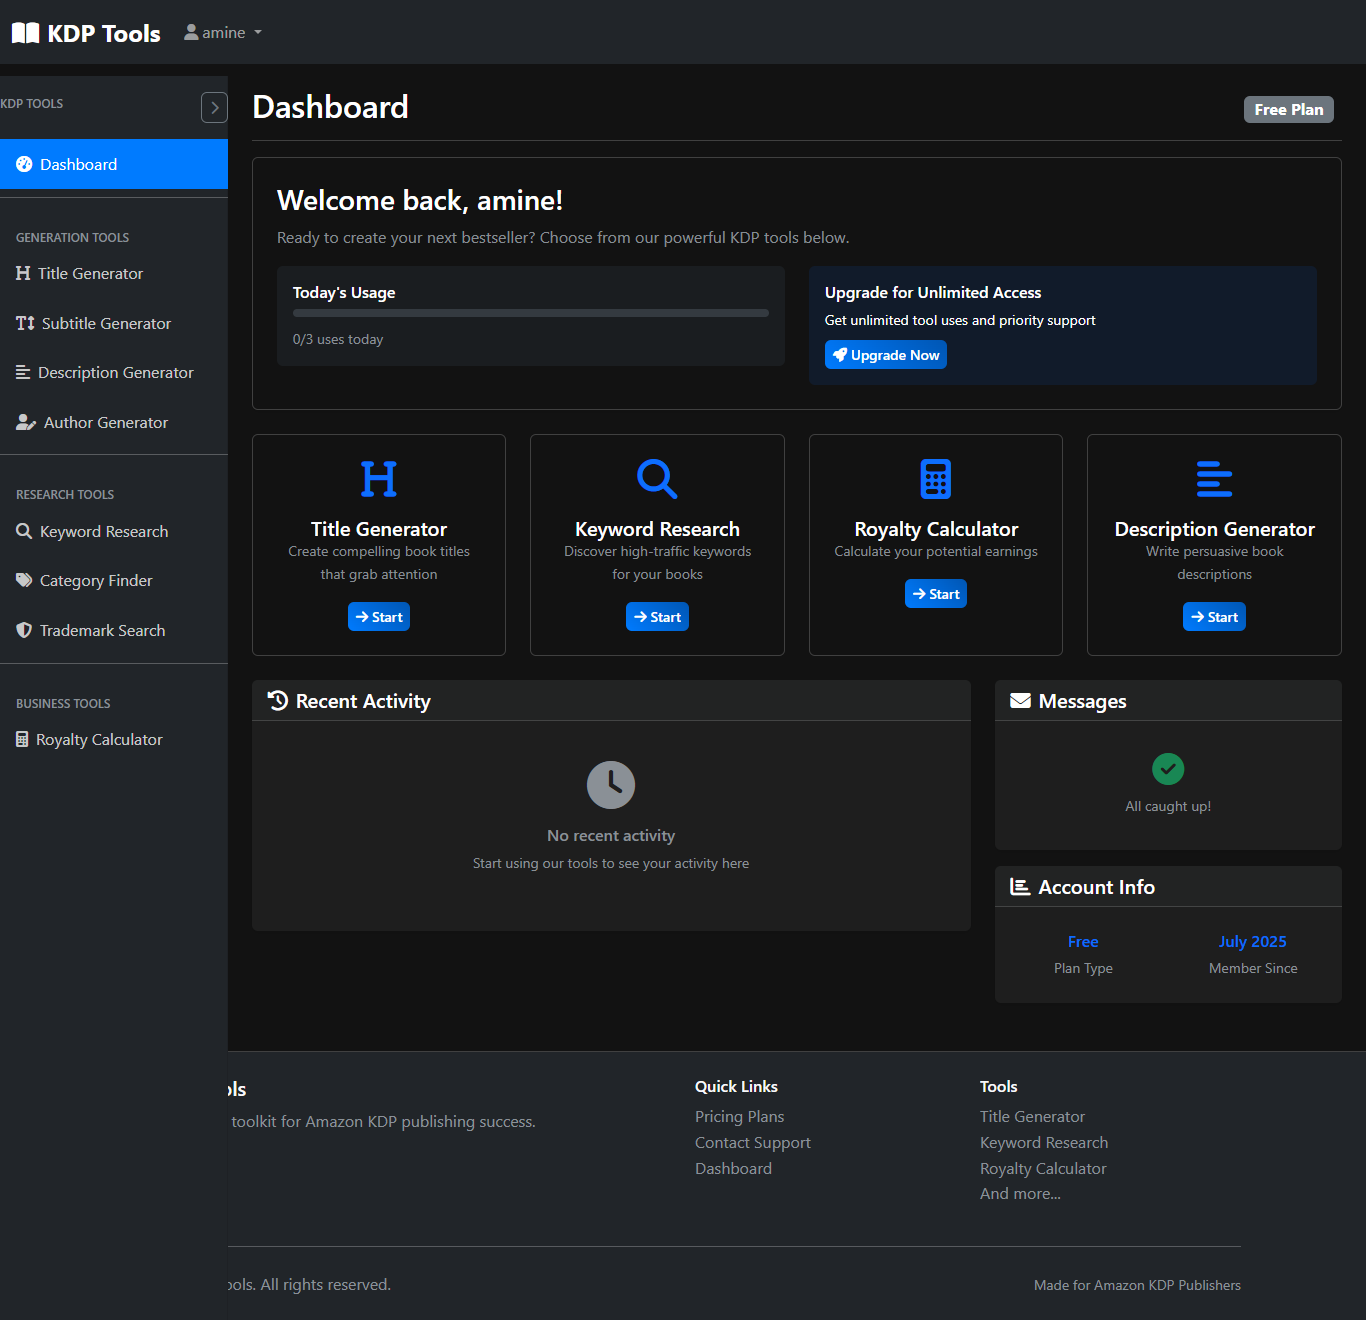 KDP Tools
amine
KDP TOOLS
Dashboard
GENERATION TOOLS
Title Generator
Subtitle Generator
Description Generator
Author Generator
RESEARCH TOOLS
Keyword Research
Category Finder
Trademark Search
BUSINESS TOOLS
Royalty Calculator
Dashboard
Free Plan
Welcome back, amine!
Ready to create your next bestseller? Choose from our powerful KDP tools below.
Today's Usage
0/3 uses today
Upgrade for Unlimited Access
Get unlimited tool uses and priority support
Upgrade Now
Title Generator
Create compelling book titles
that grab attention
Start
Keyword Research
Discover high-traffic keywords
for your books
Start
Royalty Calculator
Calculate your potential earnings
Start
Description Generator
Write persuasive book
descriptions
Start
Recent Activity
No recent activity
Start using our tools to see your activity here
Messages
All caught up!
Account Info
Free
Plan Type
July 2025
Member Since
ols
toolkit for Amazon KDP publishing success.
Quick Links
Pricing Plans
Contact Support
Dashboard
Tools
Title Generator
Keyword Research
Royalty Calculator
And more...
ools. All rights reserved.
Made for Amazon KDP Publishers